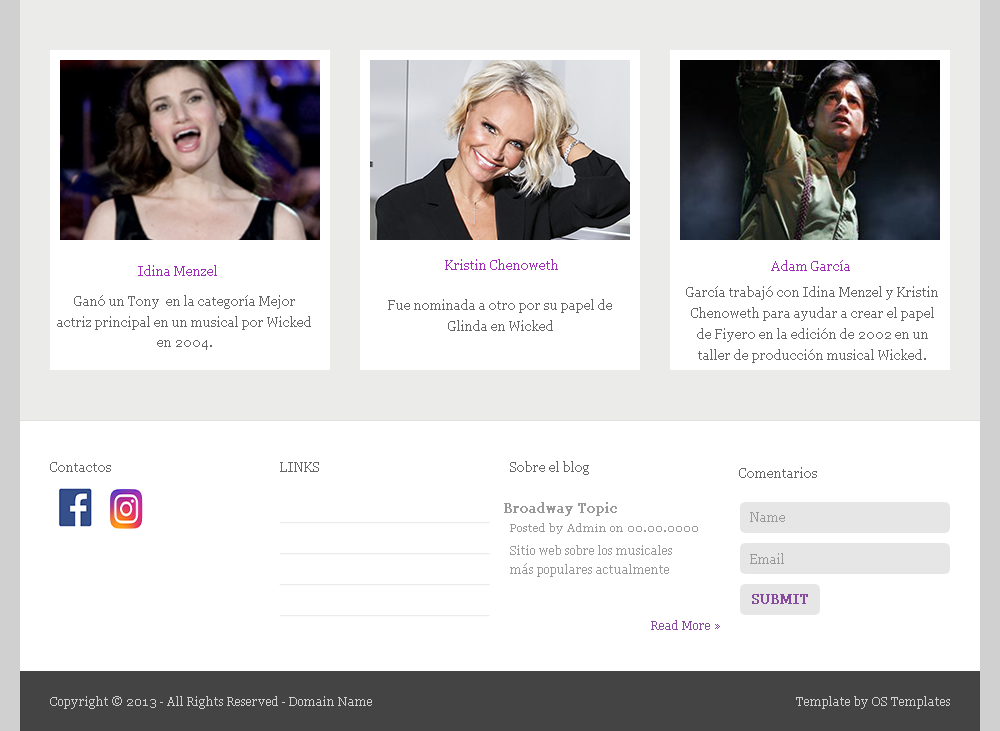 Idina Menzel
Ganó un Tony en la categoría Mejor
actriz principal en un musical por Wicked
en 2004.
Kristin Chenoweth
Fue nominada a otro por su papel de
Glinda en Wicked
Adam García
García trabajó con Idina Menzel y Kristin
Chenoweth para ayudar a crear el papel
de Fiyero en la edición de 2002 en un
taller de producción musical Wicked.
Contactos
LINKS
Sobre el blog
Broadway Topic
Posted by Admin on 00.00.0000
Sitio web sobre los musicales
más populares actualmente
Read More »
Comentarios
Name
Email
SUBMIT
Copyright © 2013 - All Rights Reserved - Domain Name
Template by OS Templates